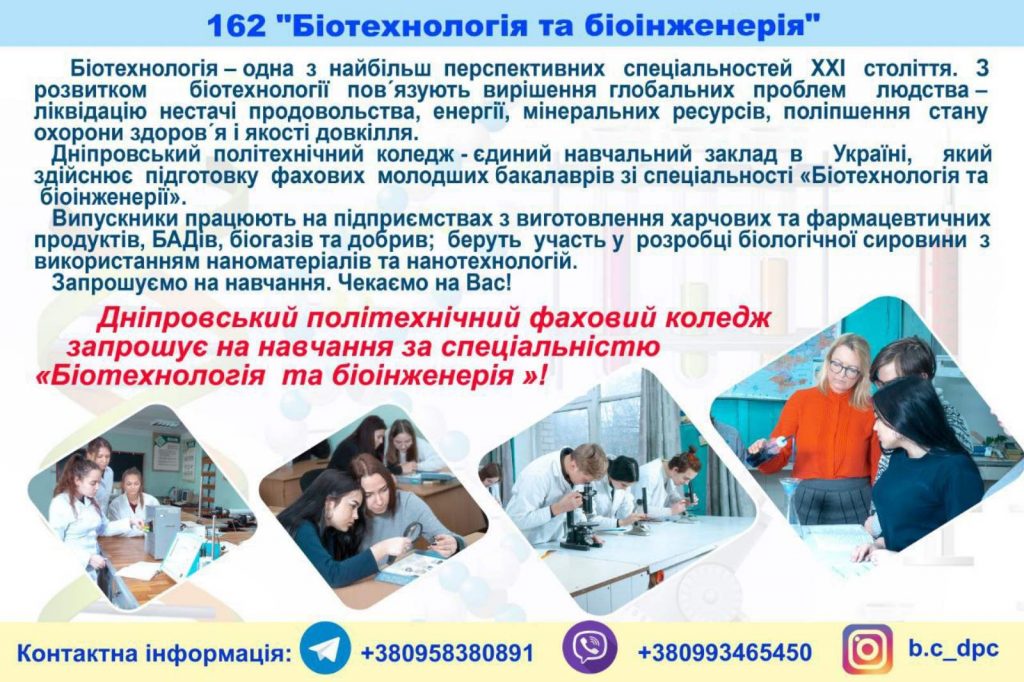 162 "Біотехнологія та біоінженерія"
Біотехнологія – одна з найбільш перспективних спеціальностей XXI століття. З
розвитком біотехнології пов´язують вирішення глобальних проблем людства –
ліквідацію нестачі продовольства, енергії, мінеральних ресурсів, поліпшення стану
охорони здоров´я і якості довкілля.
Дніпровський політехнічний коледж - єдиний навчальний заклад в Україні, який
здійснює підготовку фахових молодших бакалаврів зі спеціальності «Біотехнологія та
біоінженерії».
Випускники працюють на підприємствах з виготовлення харчових та фармацевтичних
продуктів, БАДів, біогазів та добрив; беруть участь у розробці біологічної сировини з
використанням наноматеріалів та нанотехнологій.
Запрошуємо на навчання. Чекаємо на Вас!
Дніпровський політехнічний фаховий коледж
запрошує на навчання за спеціальністю
«Біотехнологія та біоінженерія »!
Контактна інформація: +380958380891 +380993465450 b.c_dpc